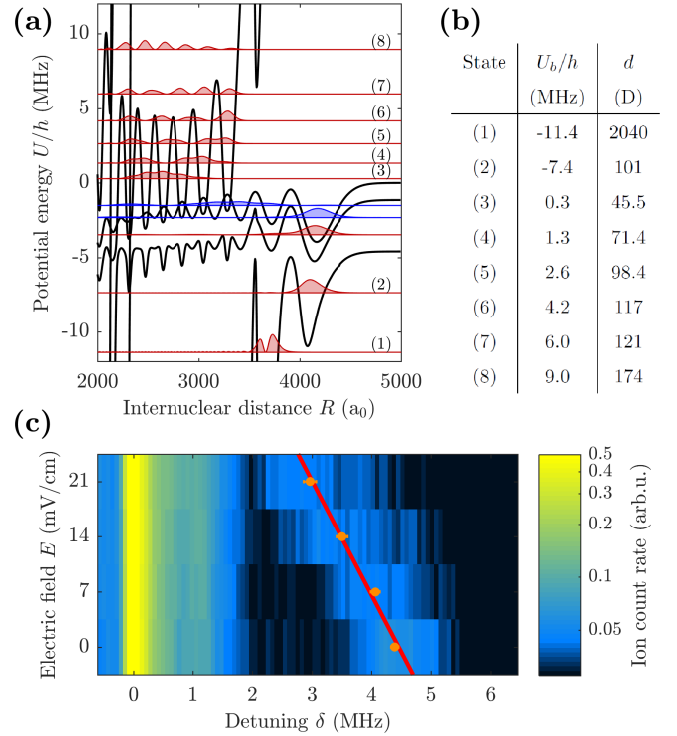 (a)
Potential energy U/h (MHz)
10
5
0
-5
-10
(8)
(7)
(6)
(5)
(4)
(3)
(2)
(1)
2000 3000 4000 5000
Internuclear distance R (a₀)
(b)
State U_b/h d
(MHz) (D)
(1) -11.4 2040
(2) -7.4 101
(3) 0.3 45.5
(4) 1.3 71.4
(5) 2.6 98.4
(6) 4.2 117
(7) 6.0 121
(8) 9.0 174
(c)
Electric field E (mV/cm)
21
14
7
0
0 1 2 3 4 5 6
Detuning δ (MHz)
0.5
0.4
0.3
0.2
0.1
0.05
Ion count rate (arb.u.)